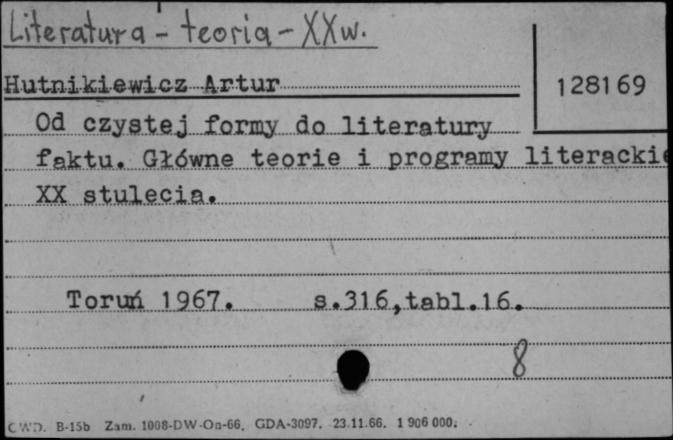 Literatura - teoria - XXw.
Hutnikiewicz Artur
128169
Od czystej formy do literatury
faktu. Główne teorie i programy literackie
XX stulecia.
Toruń 1967. s.316,tabl.16.
8
CWD. B-15b Zam. 1008-DW-On-66. GDA-3097. 23.11.66. 1 906 000.